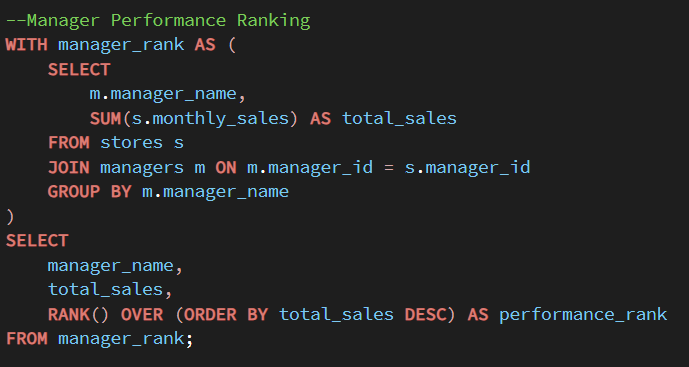 --Manager Performance Ranking
WITH manager_rank AS (
    SELECT
        m.manager_name,
        SUM(s.monthly_sales) AS total_sales
    FROM stores s
    JOIN managers m ON m.manager_id = s.manager_id
    GROUP BY m.manager_name
)
SELECT
    manager_name,
    total_sales,
    RANK() OVER (ORDER BY total_sales DESC) AS performance_rank
FROM manager_rank;